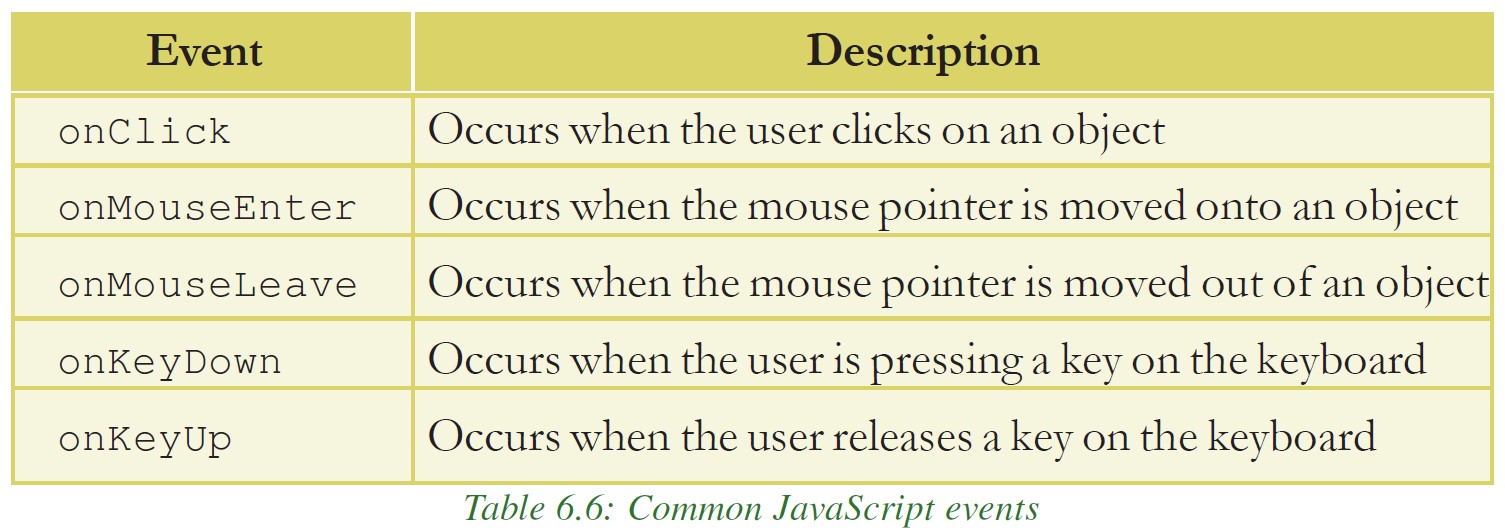 Event Description
onClick Occurs when the user clicks on an object
onMouseEnter Occurs when the mouse pointer is moved onto an object
onMouseLeave Occurs when the mouse pointer is moved out of an object
onKeyDown Occurs when the user is pressing a key on the keyboard
onKeyUp Occurs when the user releases a key on the keyboard
Table 6.6: Common JavaScript events